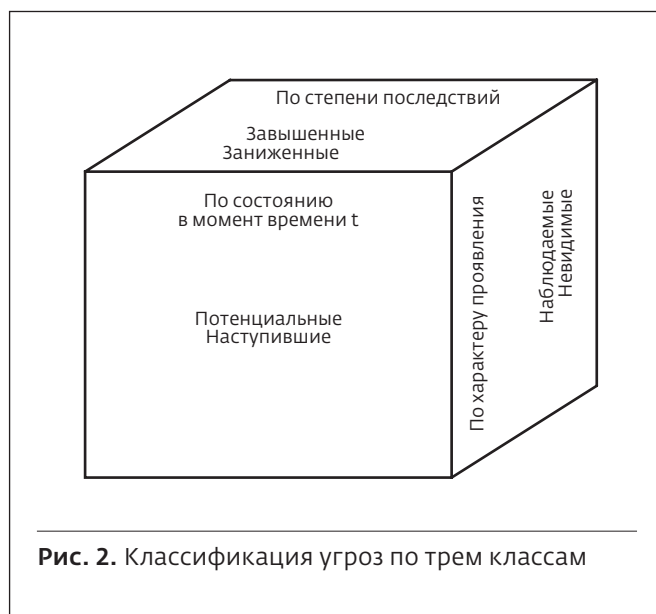 По степени последствий
Завышенные
Заниженные
По состоянию
в момент времени t
Потенциальные
Наступившие
По характеру проявления
Наблюдаемые
Невидимые
Рис. 2. Классификация угроз по трем классам